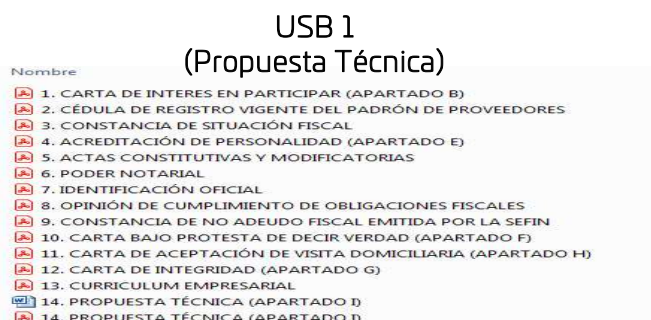 USB 1
(Propuesta Técnica)
Nombre
1. CARTA DE INTERES EN PARTICIPAR (APARTADO B)
2. CÉDULA DE REGISTRO VIGENTE DEL PADRÓN DE PROVEEDORES
3. CONSTANCIA DE SITUACIÓN FISCAL
4. ACREDITACIÓN DE PERSONALIDAD (APARTADO E)
5. ACTAS CONSTITUTIVAS Y MODIFICATORIAS
6. PODER NOTARIAL
7. IDENTIFICACIÓN OFICIAL
8. OPINIÓN DE CUMPLIMIENTO DE OBLIGACIONES FISCALES
9. CONSTANCIA DE NO ADEUDO FISCAL EMITIDA POR LA SEFIN
10. CARTA BAJO PROTESTA DE DECIR VERDAD (APARTADO F)
11. CARTA DE ACEPTACIÓN DE VISITA DOMICILIARIA (APARTADO H)
12. CARTA DE INTEGRIDAD (APARTADO G)
13. CURRICULUM EMPRESARIAL
14. PROPUESTA TÉCNICA (APARTADO I)
14. PROPUESTA TÉCNICA (APARTADO I)